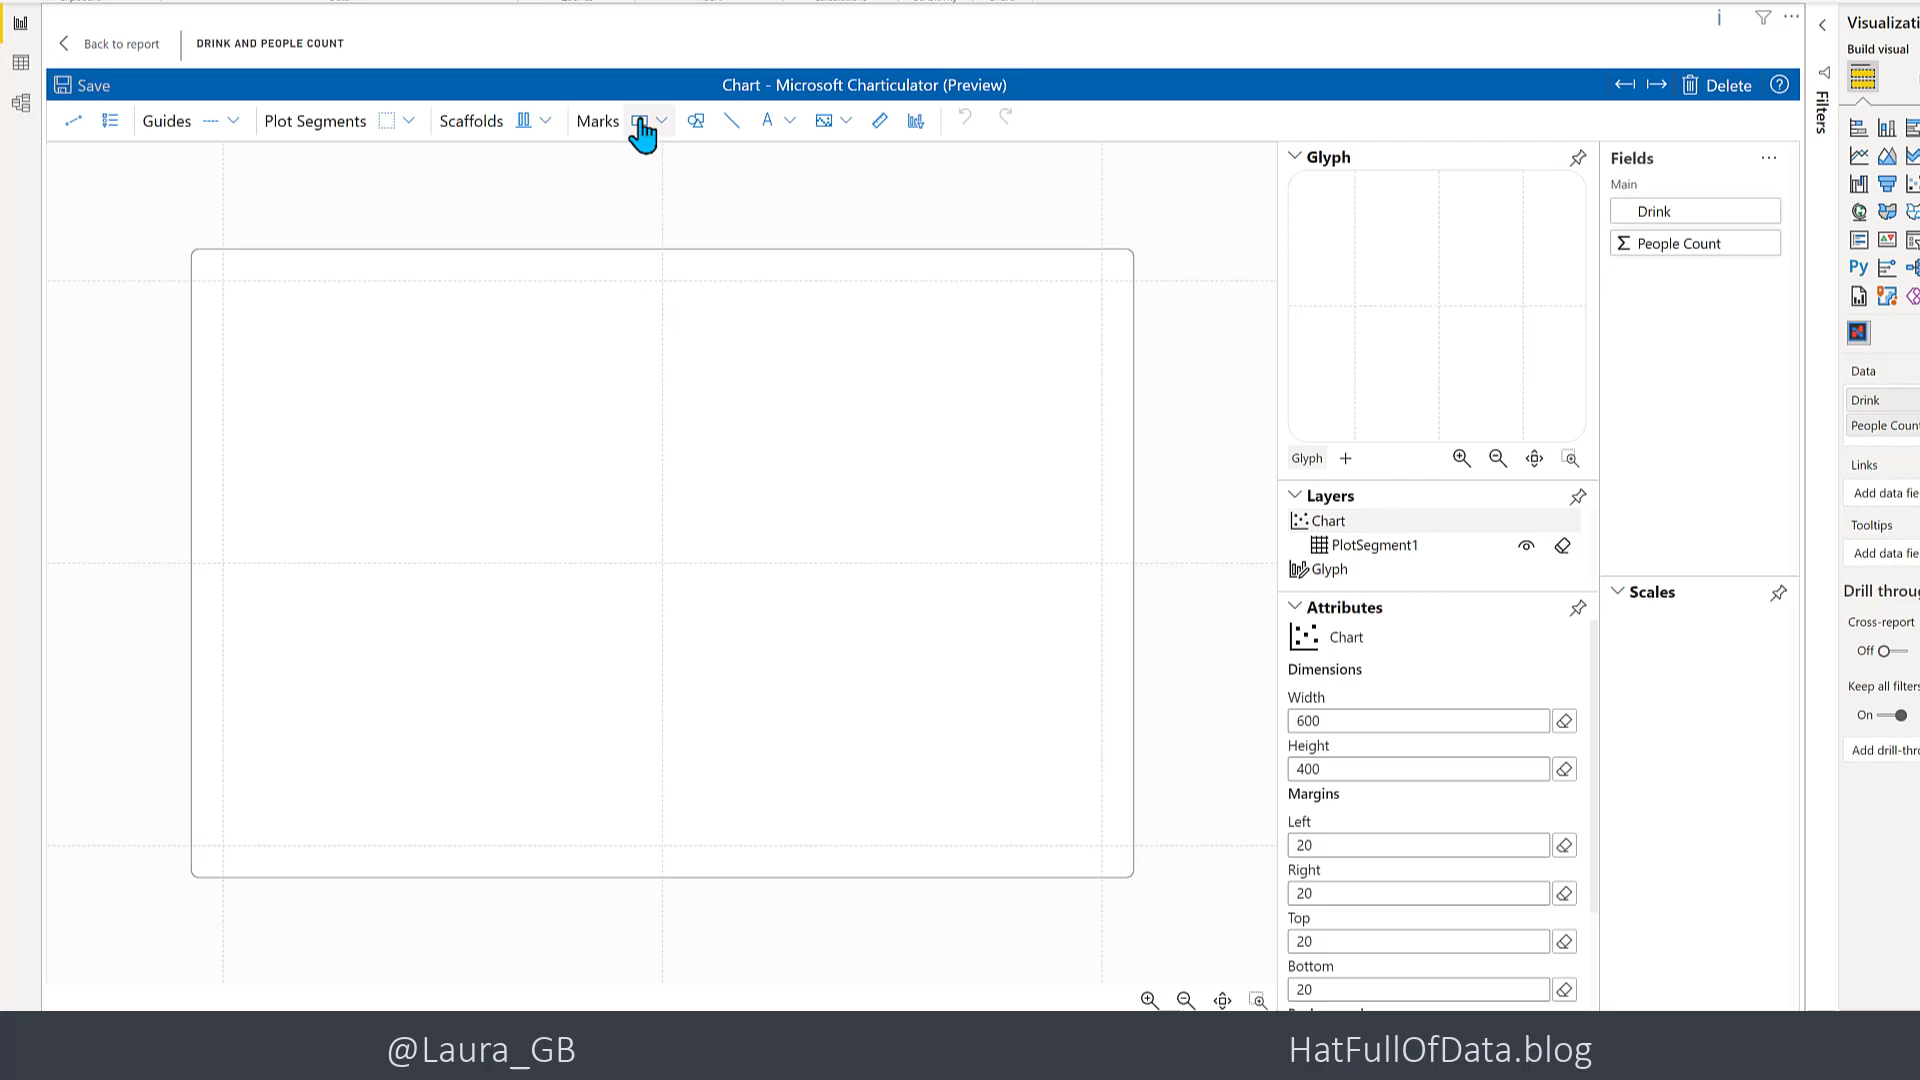 Visualizati
Back to report
DRINK AND PEOPLE COUNT
Build visual
Save
Chart - Microsoft Charticulator (Preview)
Delete
Filters
Guides
Plot Segments
Scaffolds
Marks
A
Glyph
Fields
Main
Drink
Σ People Count
Py
Data
Drink
People Coun
Glyph
Links
Add data fie
Layers
Chart
PlotSegment1
Glyph
Tooltips
Add data fie
Scales
Drill throu
Cross-report
Off
Keep all filters
On
Add drill-thr
Attributes
Chart
Dimensions
Width
600
Height
400
Margins
Left
20
Right
20
Top
20
Bottom
20
@Laura_GB
HatFullOfData.blog